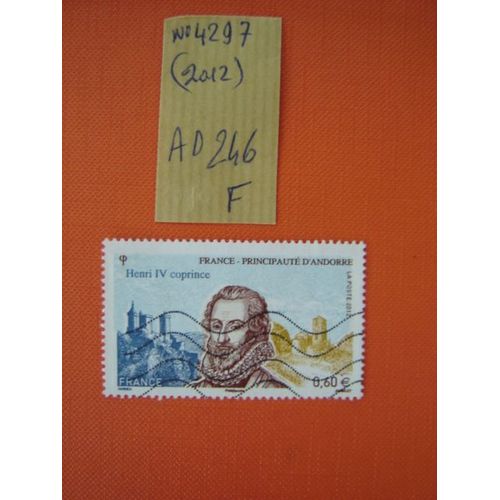 N° 4297
(2012)
AD 246
F
φ
FRANCE - PRINCIPAUTÉ D'ANDORRE
Henri IV coprince
LA POSTE 2012
FRANCE
0,60 €